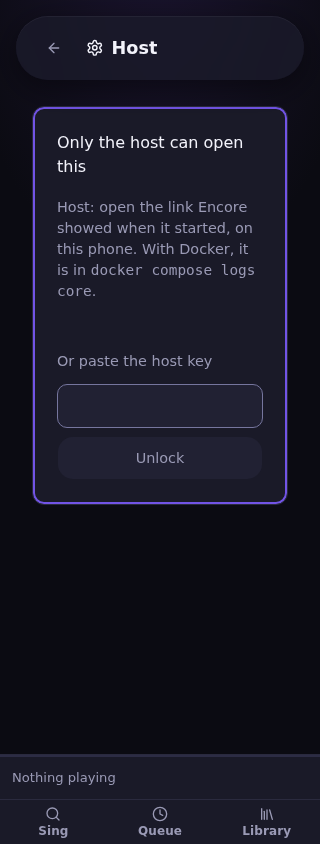 Host
Only the host can open
this
Host: open the link Encore
showed when it started, on
this phone. With Docker, it
is in docker compose logs
core.
Or paste the host key
Unlock
Nothing playing
Sing
Queue
Library